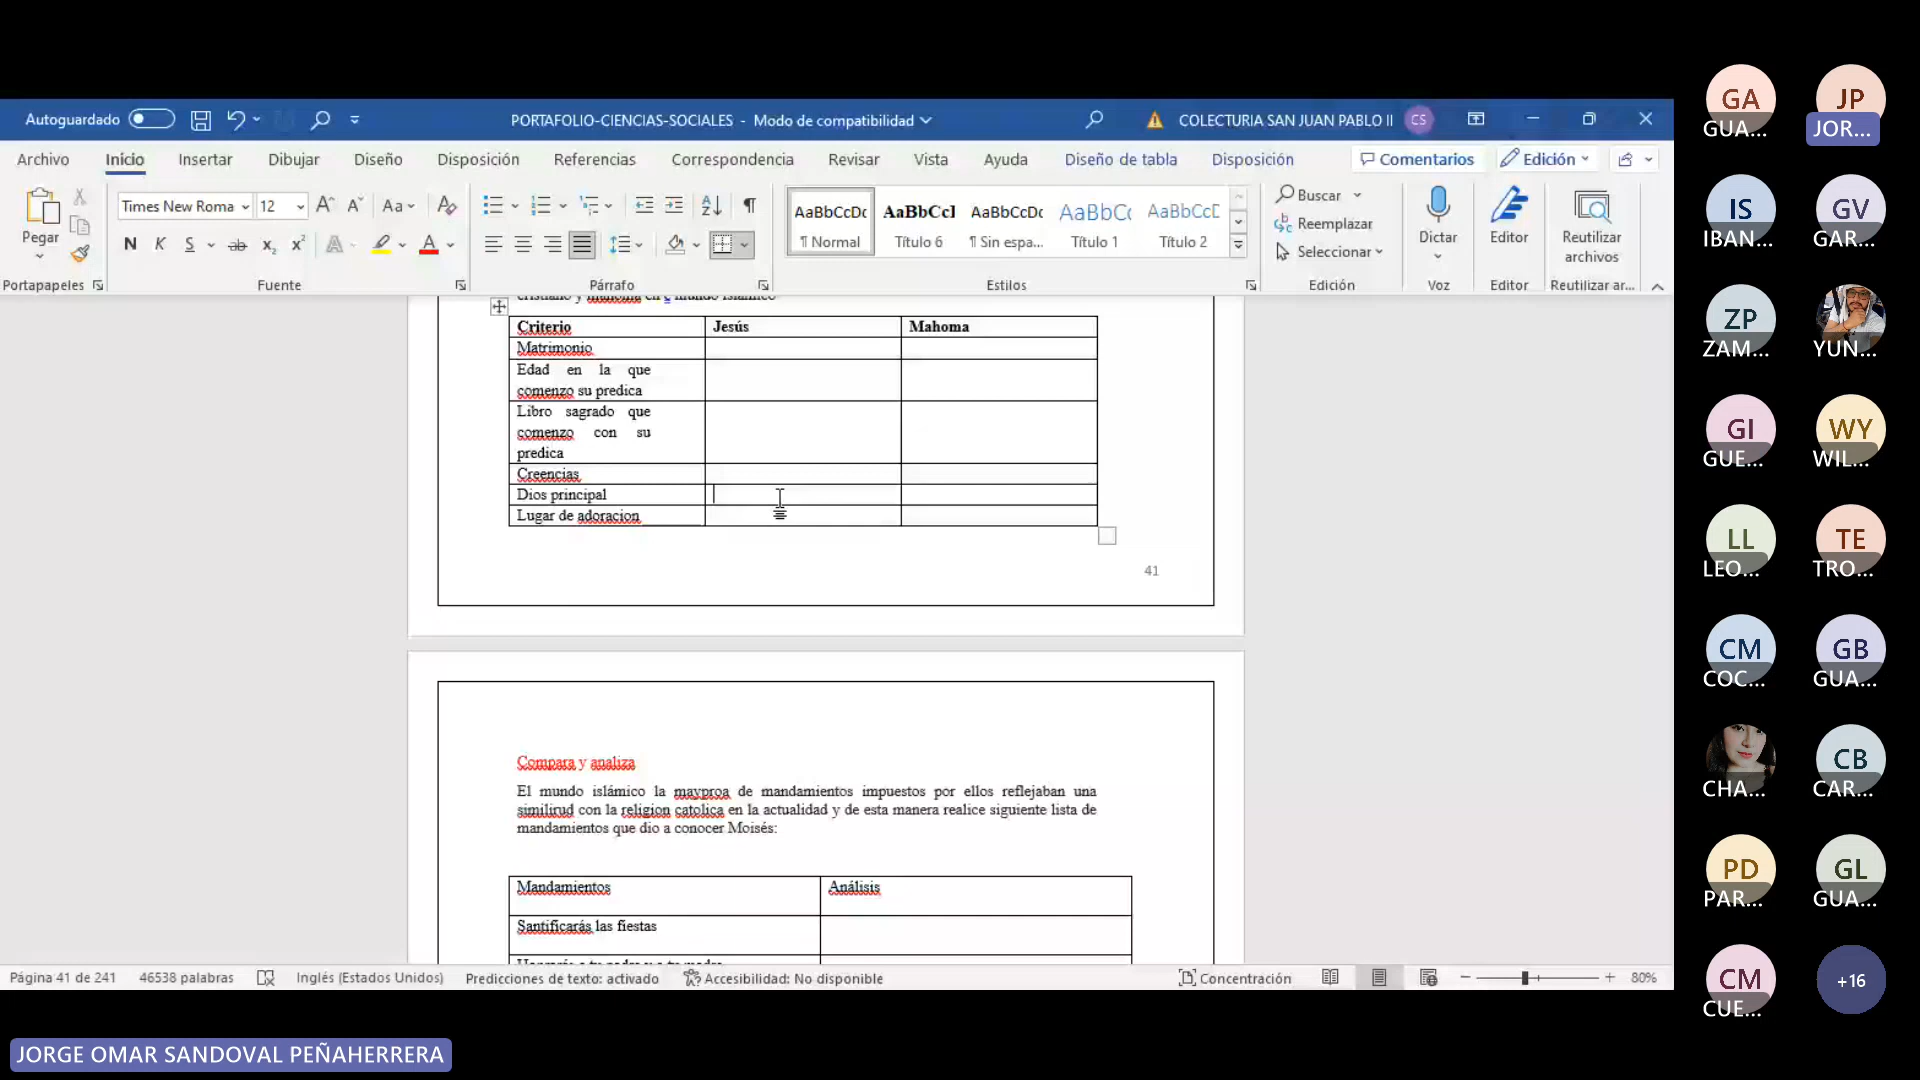 Autoguardado
PORTAFOLIO-CIENCIAS-SOCIALES - Modo de compatibilidad
COLECTURIA SAN JUAN PABLO II
CS
Archivo Inicio Insertar Dibujar Diseño Disposición Referencias Correspondencia Revisar Vista Ayuda Diseño de tabla Disposición
Comentarios
Edición
Pegar
Times New Roma
12
Aa
N K S ab x₂ x²
AaBbCcDc
¶ Normal
AaBbCcI
Título 6
AaBbCcDc
¶ Sin espa...
AaBbCc
Título 1
AaBbCcE
Título 2
Buscar
Reemplazar
Seleccionar
Dictar
Editor
Reutilizar
archivos
Portapapeles
Fuente
Párrafo
Estilos
Edición
Voz
Editor
Reutilizar ar...
Criterio Jesús Mahoma
Matrimonio
Edad en la que
comenzo su predica
Libro sagrado que
comenzo con su
predica
Creencias
Dios principal
Lugar de adoracion
41
Compara y analiza
El mundo islámico la mayproa de mandamientos impuestos por ellos reflejaban una
similirud con la religion catolica en la actualidad y de esta manera realice siguiente lista de
mandamientos que dio a conocer Moisés:
Mandamientos Análisis
Santificarás las fiestas
Página 41 de 241
46538 palabras
Inglés (Estados Unidos)
Predicciones de texto: activado
Accesibilidad: No disponible
Concentración
80%
GA
GUA...
JP
JOR...
IS
IBAN...
GV
GAR...
ZP
ZAM...
YUN...
GI
GUE...
WY
WIL...
LL
LEO...
TE
TRO...
CM
COC...
GB
GUA...
CHA...
CB
CAR...
PD
PAR...
GL
GUA...
CM
CUE...
+16
JORGE OMAR SANDOVAL PEÑAHERRERA